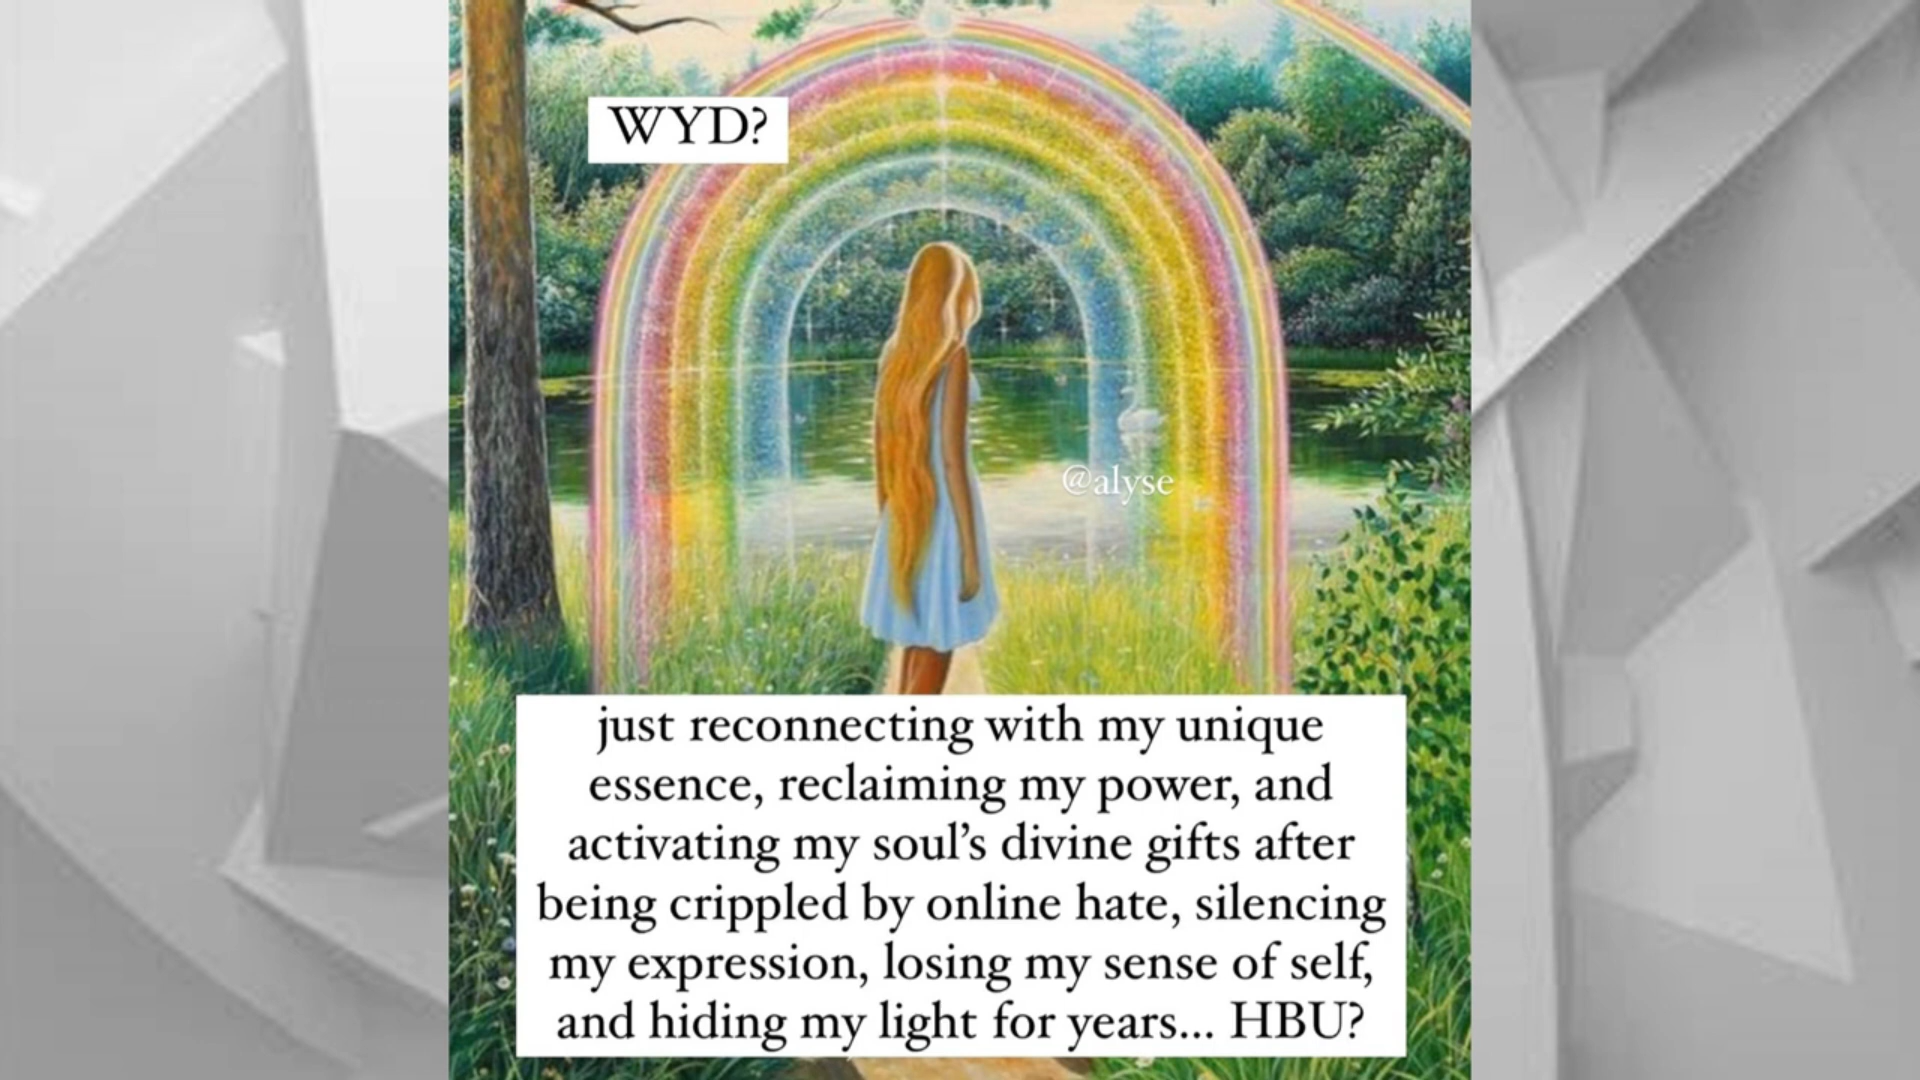 WYD?
@alyse
just reconnecting with my unique
essence, reclaiming my power, and
activating my soul’s divine gifts after
being crippled by online hate, silencing
my expression, losing my sense of self,
and hiding my light for years... HBU?